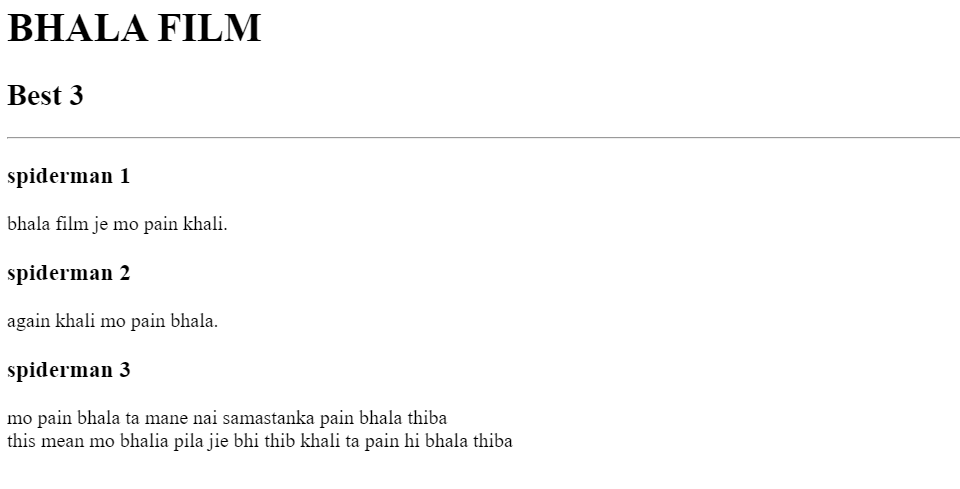 BHALA FILM
Best 3
spiderman 1
bhala film je mo pain khali.
spiderman 2
again khali mo pain bhala.
spiderman 3
mo pain bhala ta mane nai samastanka pain bhala thiba
this mean mo bhalia pila jie bhi thib khali ta pain hi bhala thiba